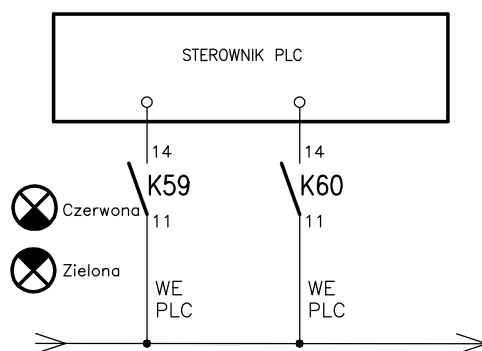 STEROWNIK PLC
14
14
K59
K60
Czerwona
11
11
Zielona
WE
PLC
WE
PLC